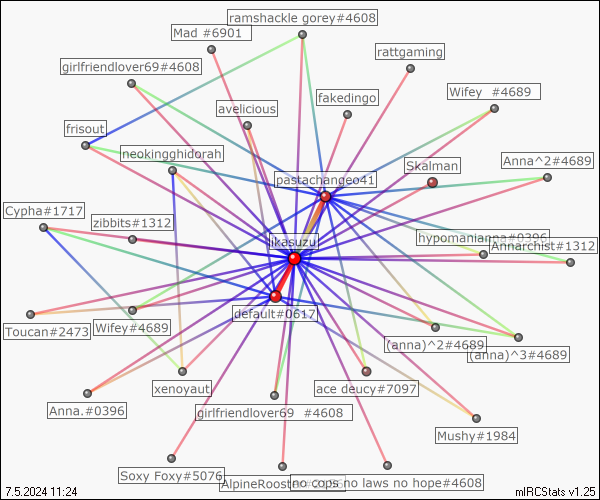 ramshackle gorey#4608
Mad #6901
rattgaming
girlfriendlover69#4608
Wifey #4689
fakedingo
avelicious
frisout
neokingghidorah
Anna^2#4689
Skalman
pastachangeo41
Cypha#1717
zibbits#1312
hypomanianna#0396
ikasuzu
Anarchist#1312
default#0617
Toucan#2473
Wifey#4689
(anna)^2#4689
(anna)^3#4689
xenoyaut
ace deucy#7097
Anna.#0396
girlfriendlover69 #4608
Mushy#1984
Soxy Foxy#5076
AlpineRooster
no cops no laws no hope#4608
7.5.2024 11:24
mIRCStats v1.25